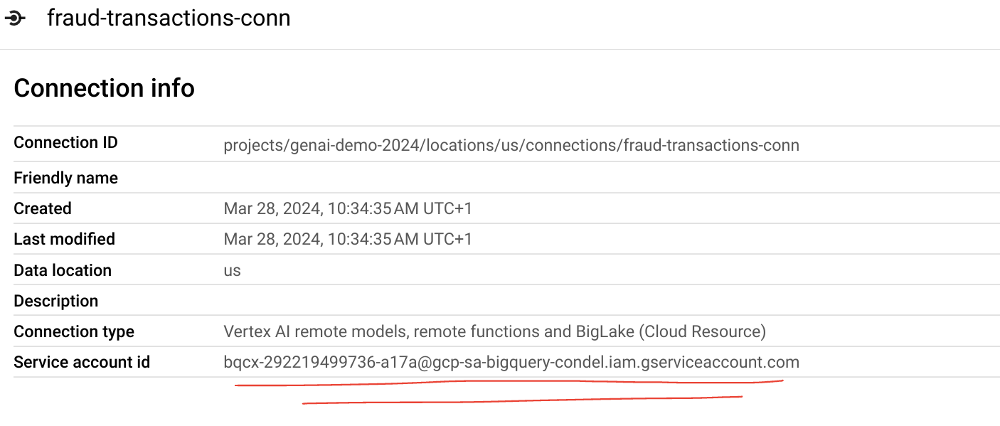 fraud-transactions-conn
Connection info
Connection ID projects/genai-demo-2024/locations/us/connections/fraud-transactions-conn
Friendly name
Created Mar 28, 2024, 10:34:35 AM UTC+1
Last modified Mar 28, 2024, 10:34:35 AM UTC+1
Data location us
Description
Connection type Vertex AI remote models, remote functions and BigLake (Cloud Resource)
Service account id bqcx-292219499736-a17a@gcp-sa-bigquery-condel.iam.gserviceaccount.com